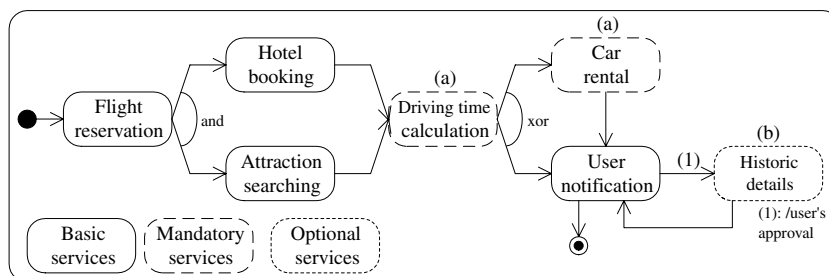 (a)
Hotel
booking
Car
rental
(a)
Flight
reservation
and
Driving time
calculation
xor
(b)
Attraction
searching
User
notification
(1)
Historic
details
(1): /user's
approval
Basic
services
Mandatory
services
Optional
services